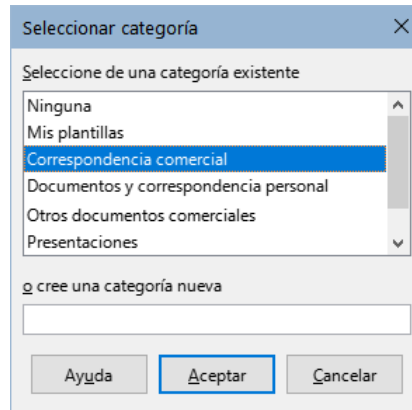 Seleccionar categoría
Seleccione de una categoría existente
Ninguna
Mis plantillas
Correspondencia comercial
Documentos y correspondencia personal
Otros documentos comerciales
Presentaciones
o cree una categoría nueva
Ayuda Aceptar Cancelar